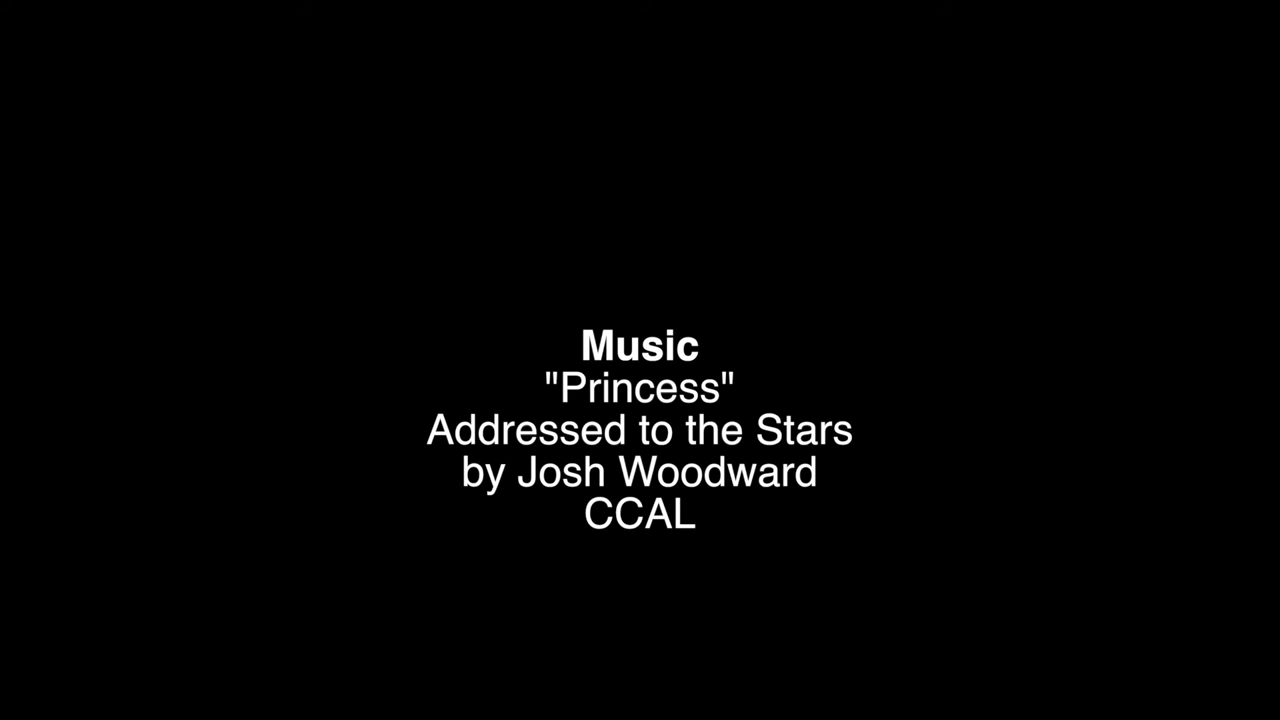 Music
"Princess"
Addressed to the Stars
by Josh Woodward
CCAL